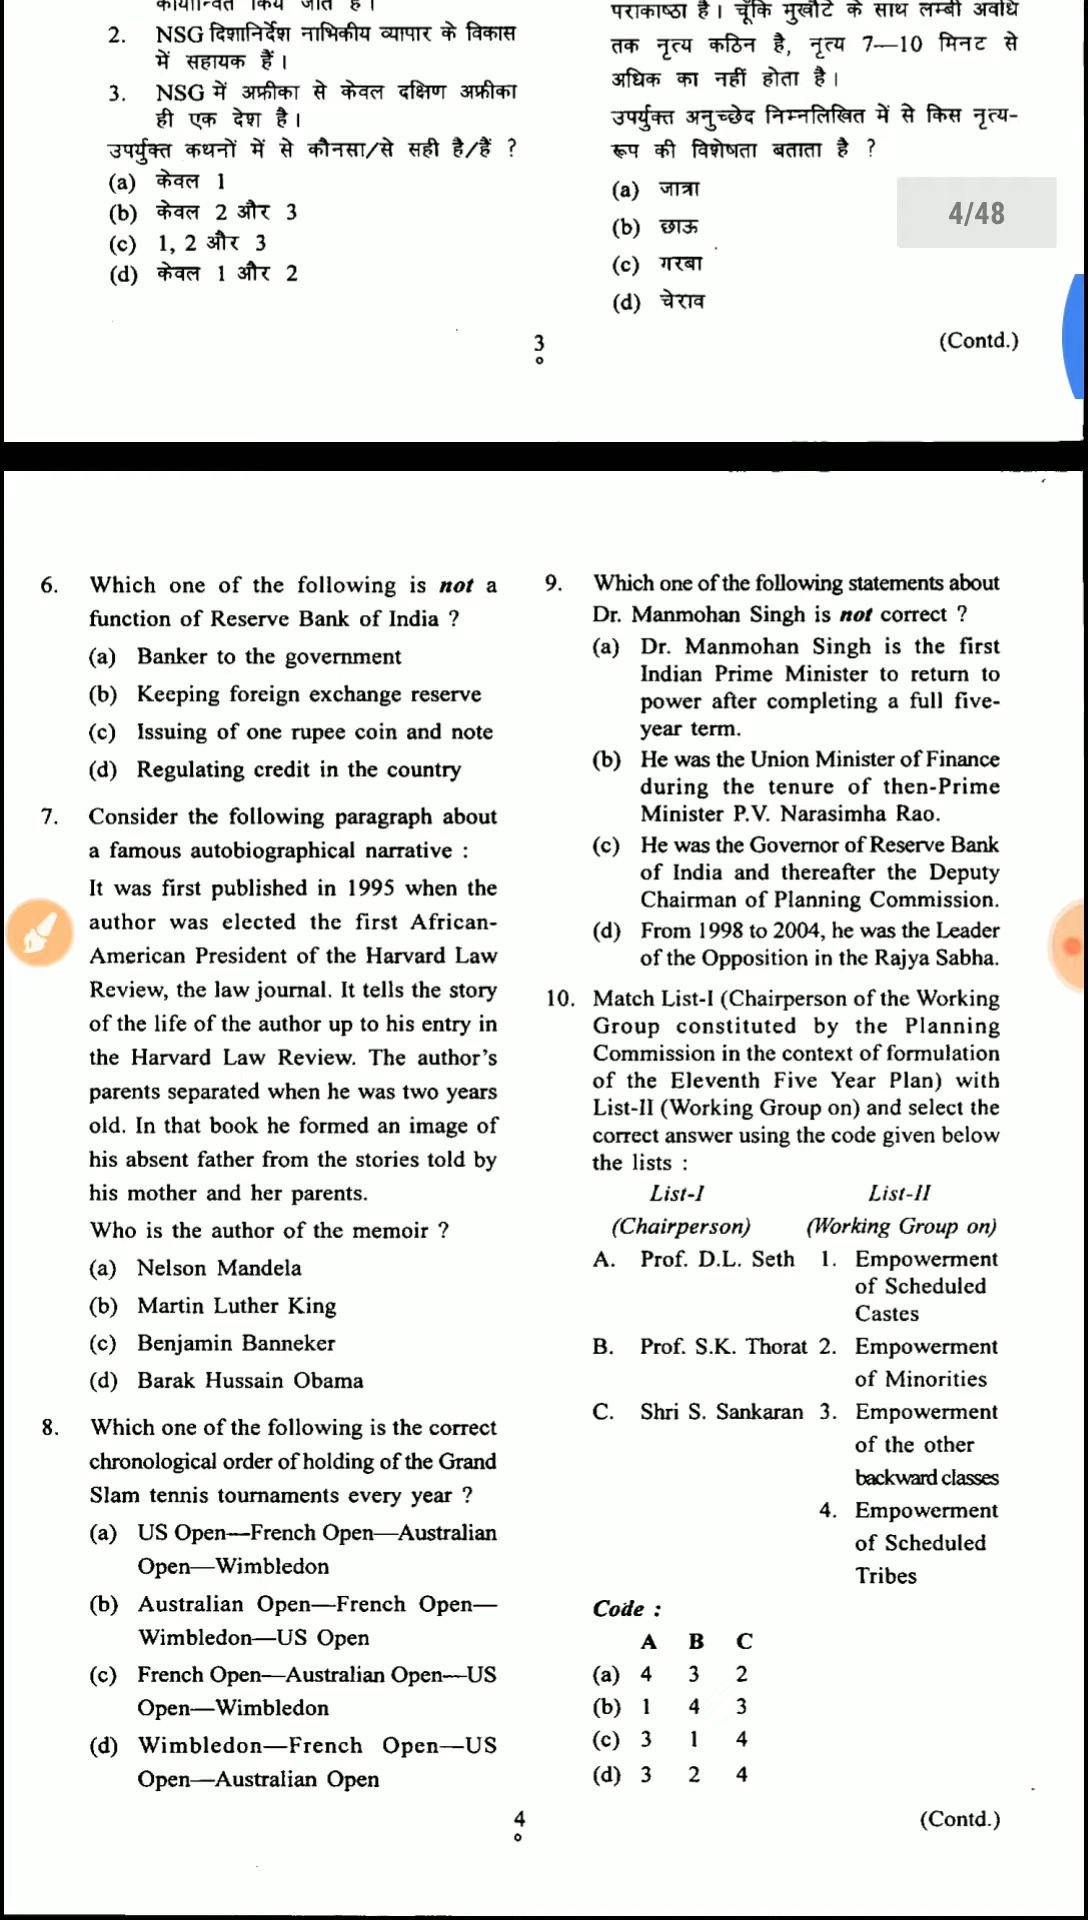 2. NSG दिशानिर्देश नाभिकीय व्यापार के विकास
में सहायक हैं।
3. NSG में अफ्रीका से केवल दक्षिण अफ्रीका
ही एक देश है।
उपर्युक्त कथनों में से कौनसा/से सही है/हैं ?
(a) केवल 1
(b) केवल 2 और 3
(c) 1, 2 और 3
(d) केवल 1 और 2
पराकाष्ठा है। चूँकि मुखौटे के साथ लम्बी अवधि
तक नृत्य कठिन है, नृत्य 7—10 मिनट से
अधिक का नहीं होता है।
उपर्युक्त अनुच्छेद निम्नलिखित में से किस नृत्य-
रूप की विशेषता बताता है ?
(a) जात्रा
(b) छाऊ
(c) गरबा
(d) चेराव
4/48
3
(Contd.)
6. Which one of the following is not a
function of Reserve Bank of India ?
(a) Banker to the government
(b) Keeping foreign exchange reserve
(c) Issuing of one rupee coin and note
(d) Regulating credit in the country
7. Consider the following paragraph about
a famous autobiographical narrative :
It was first published in 1995 when the
author was elected the first African-
American President of the Harvard Law
Review, the law journal. It tells the story
of the life of the author up to his entry in
the Harvard Law Review. The author's
parents separated when he was two years
old. In that book he formed an image of
his absent father from the stories told by
his mother and her parents.
Who is the author of the memoir ?
(a) Nelson Mandela
(b) Martin Luther King
(c) Benjamin Banneker
(d) Barak Hussain Obama
8. Which one of the following is the correct
chronological order of holding of the Grand
Slam tennis tournaments every year ?
(a) US Open—French Open—Australian
Open—Wimbledon
(b) Australian Open—French Open—
Wimbledon—US Open
(c) French Open—Australian Open—US
Open—Wimbledon
(d) Wimbledon—French Open—US
Open—Australian Open
9. Which one of the following statements about
Dr. Manmohan Singh is not correct ?
(a) Dr. Manmohan Singh is the first
Indian Prime Minister to return to
power after completing a full five-
year term.
(b) He was the Union Minister of Finance
during the tenure of then-Prime
Minister P.V. Narasimha Rao.
(c) He was the Governor of Reserve Bank
of India and thereafter the Deputy
Chairman of Planning Commission.
(d) From 1998 to 2004, he was the Leader
of the Opposition in the Rajya Sabha.
10. Match List-I (Chairperson of the Working
Group constituted by the Planning
Commission in the context of formulation
of the Eleventh Five Year Plan) with
List-II (Working Group on) and select the
correct answer using the code given below
the lists :
List-I List-II
(Chairperson) (Working Group on)
A. Prof. D.L. Seth 1. Empowerment
of Scheduled
Castes
B. Prof. S.K. Thorat 2. Empowerment
of Minorities
C. Shri S. Sankaran 3. Empowerment
of the other
backward classes
4. Empowerment
of Scheduled
Tribes
Code :
A B C
(a) 4 3 2
(b) 1 4 3
(c) 3 1 4
(d) 3 2 4
4
(Contd.)